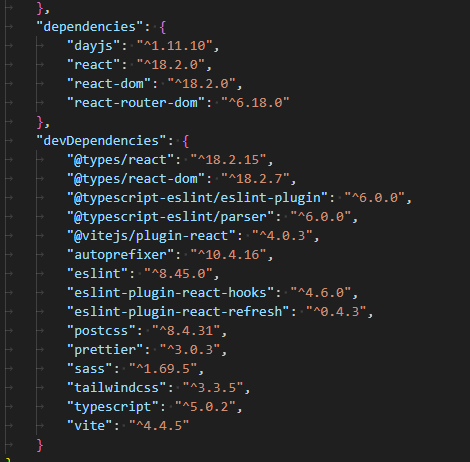 },
"dependencies": {
"dayjs": "^1.11.10",
"react": "^18.2.0",
"react-dom": "^18.2.0",
"react-router-dom": "^6.18.0"
},
"devDependencies": {
"@types/react": "^18.2.15",
"@types/react-dom": "^18.2.7",
"@typescript-eslint/eslint-plugin": "^6.0.0",
"@typescript-eslint/parser": "^6.0.0",
"@vitejs/plugin-react": "^4.0.3",
"autoprefixer": "^10.4.16",
"eslint": "^8.45.0",
"eslint-plugin-react-hooks": "^4.6.0",
"eslint-plugin-react-refresh": "^0.4.3",
"postcss": "^8.4.31",
"prettier": "^3.0.3",
"sass": "^1.69.5",
"tailwindcss": "^3.3.5",
"typescript": "^5.0.2",
"vite": "^4.4.5"
}
}